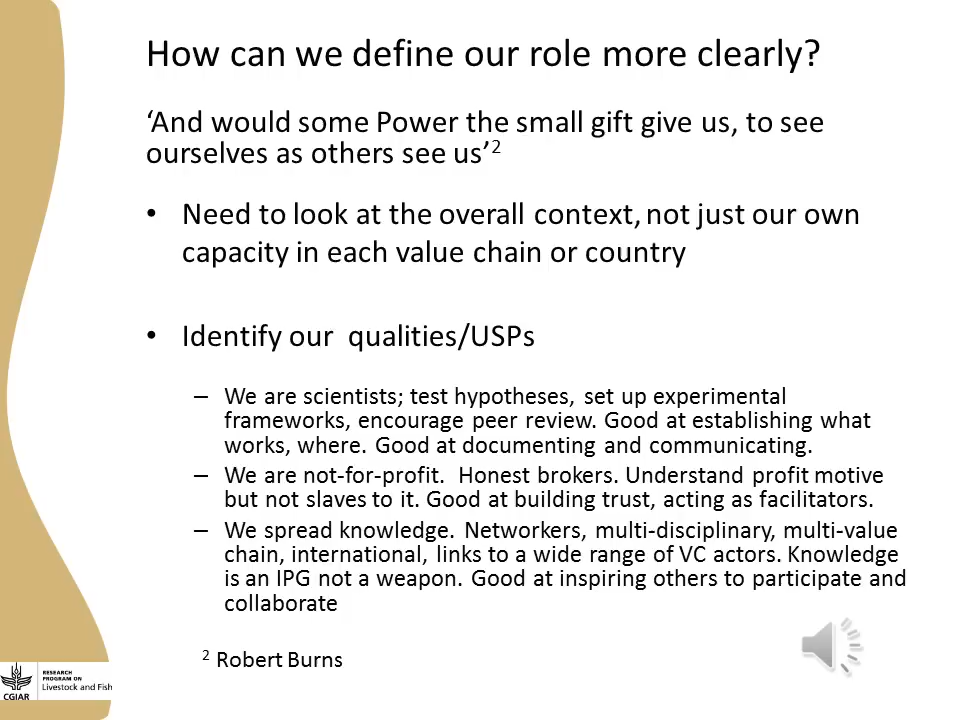 How can we define our role more clearly?
‘And would some Power the small gift give us, to see
ourselves as others see us’²
• Need to look at the overall context, not just our own
capacity in each value chain or country
• Identify our qualities/USPs
– We are scientists; test hypotheses, set up experimental
frameworks, encourage peer review. Good at establishing what
works, where. Good at documenting and communicating.
– We are not-for-profit. Honest brokers. Understand profit motive
but not slaves to it. Good at building trust, acting as facilitators.
– We spread knowledge. Networkers, multi-disciplinary, multi-value
chain, international, links to a wide range of VC actors. Knowledge
is an IPG not a weapon. Good at inspiring others to participate and
collaborate
² Robert Burns
CGIAR
RESEARCH
PROGRAM ON
Livestock and Fish